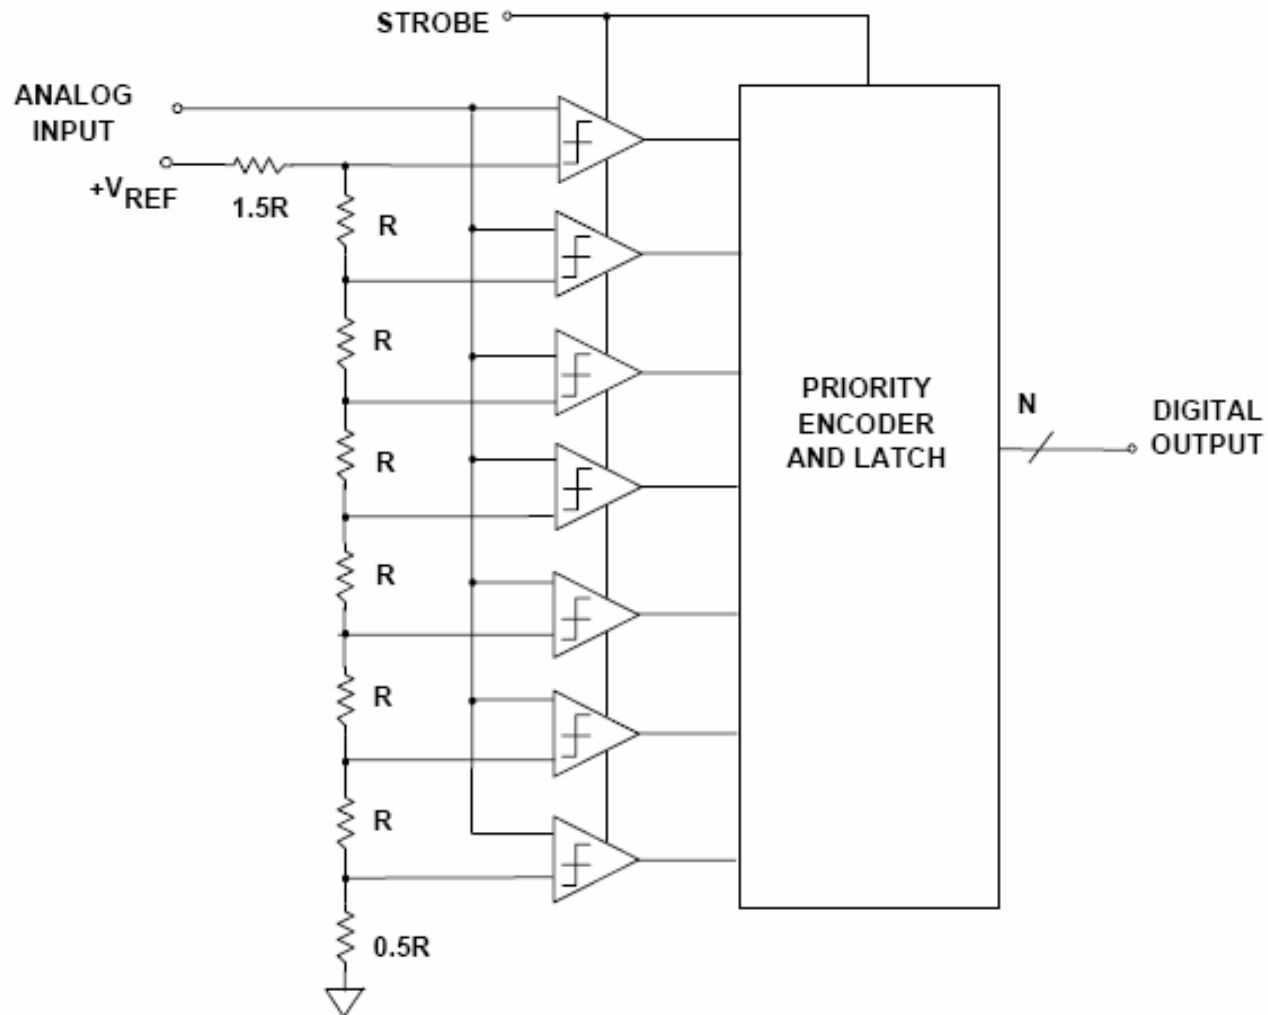 STROBE
ANALOG
INPUT
+VREF
1.5R
R
R
R
R
R
R
0.5R
PRIORITY
ENCODER
AND LATCH
N
DIGITAL
OUTPUT